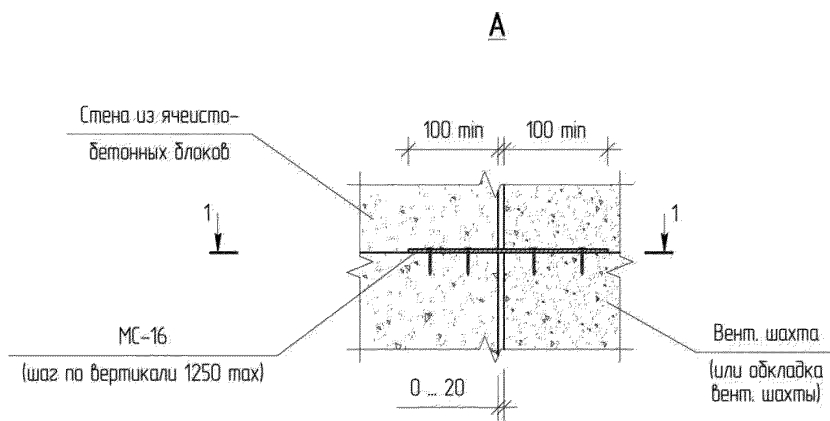 А
Стена из ячеисто-
бетонных блоков
100 min
100 min
1
1
МС-16
(шаг по вертикали 1250 max)
Вент. шахта
(или обкладка
вент. шахты)
0 ... 20